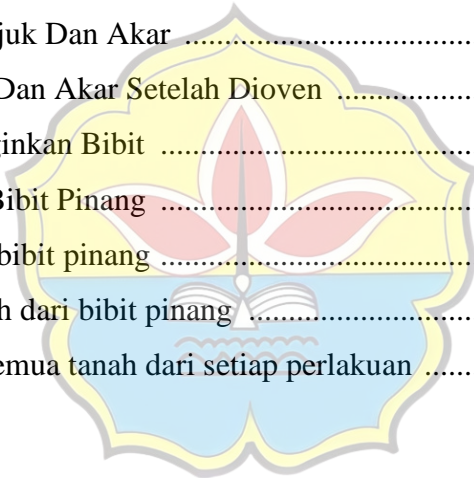 juk Dan Akar ....................................
Dan Akar Setelah Dioven .................
ginkan Bibit ........................................
Bibit Pinang ........................................
bibit pinang ........................................
h dari bibit pinang ..........................
emua tanah dari setiap perlakuan ......